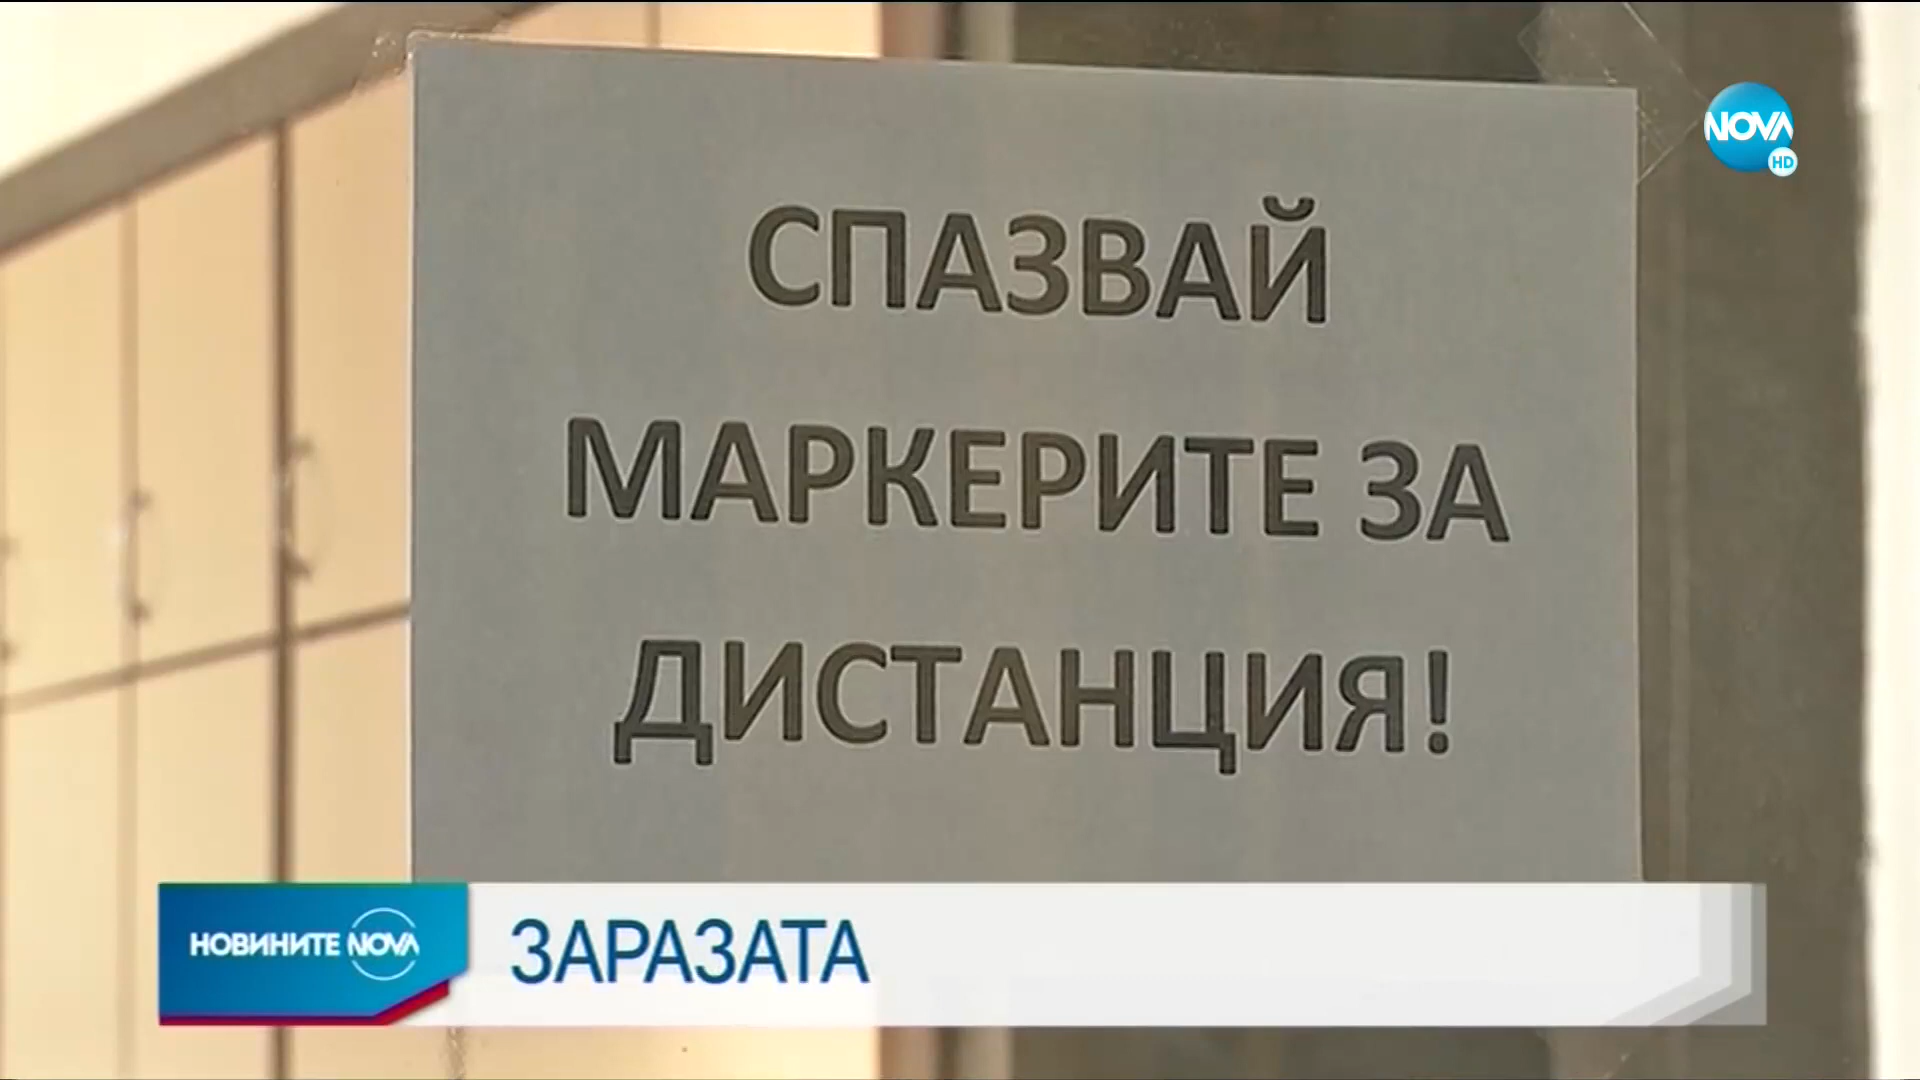 NOVA
HD
СПАЗВАЙ
МАРКЕРИТЕ ЗА
ДИСТАНЦИЯ!
НОВИНИТЕ NOVA
ЗАРАЗАТА